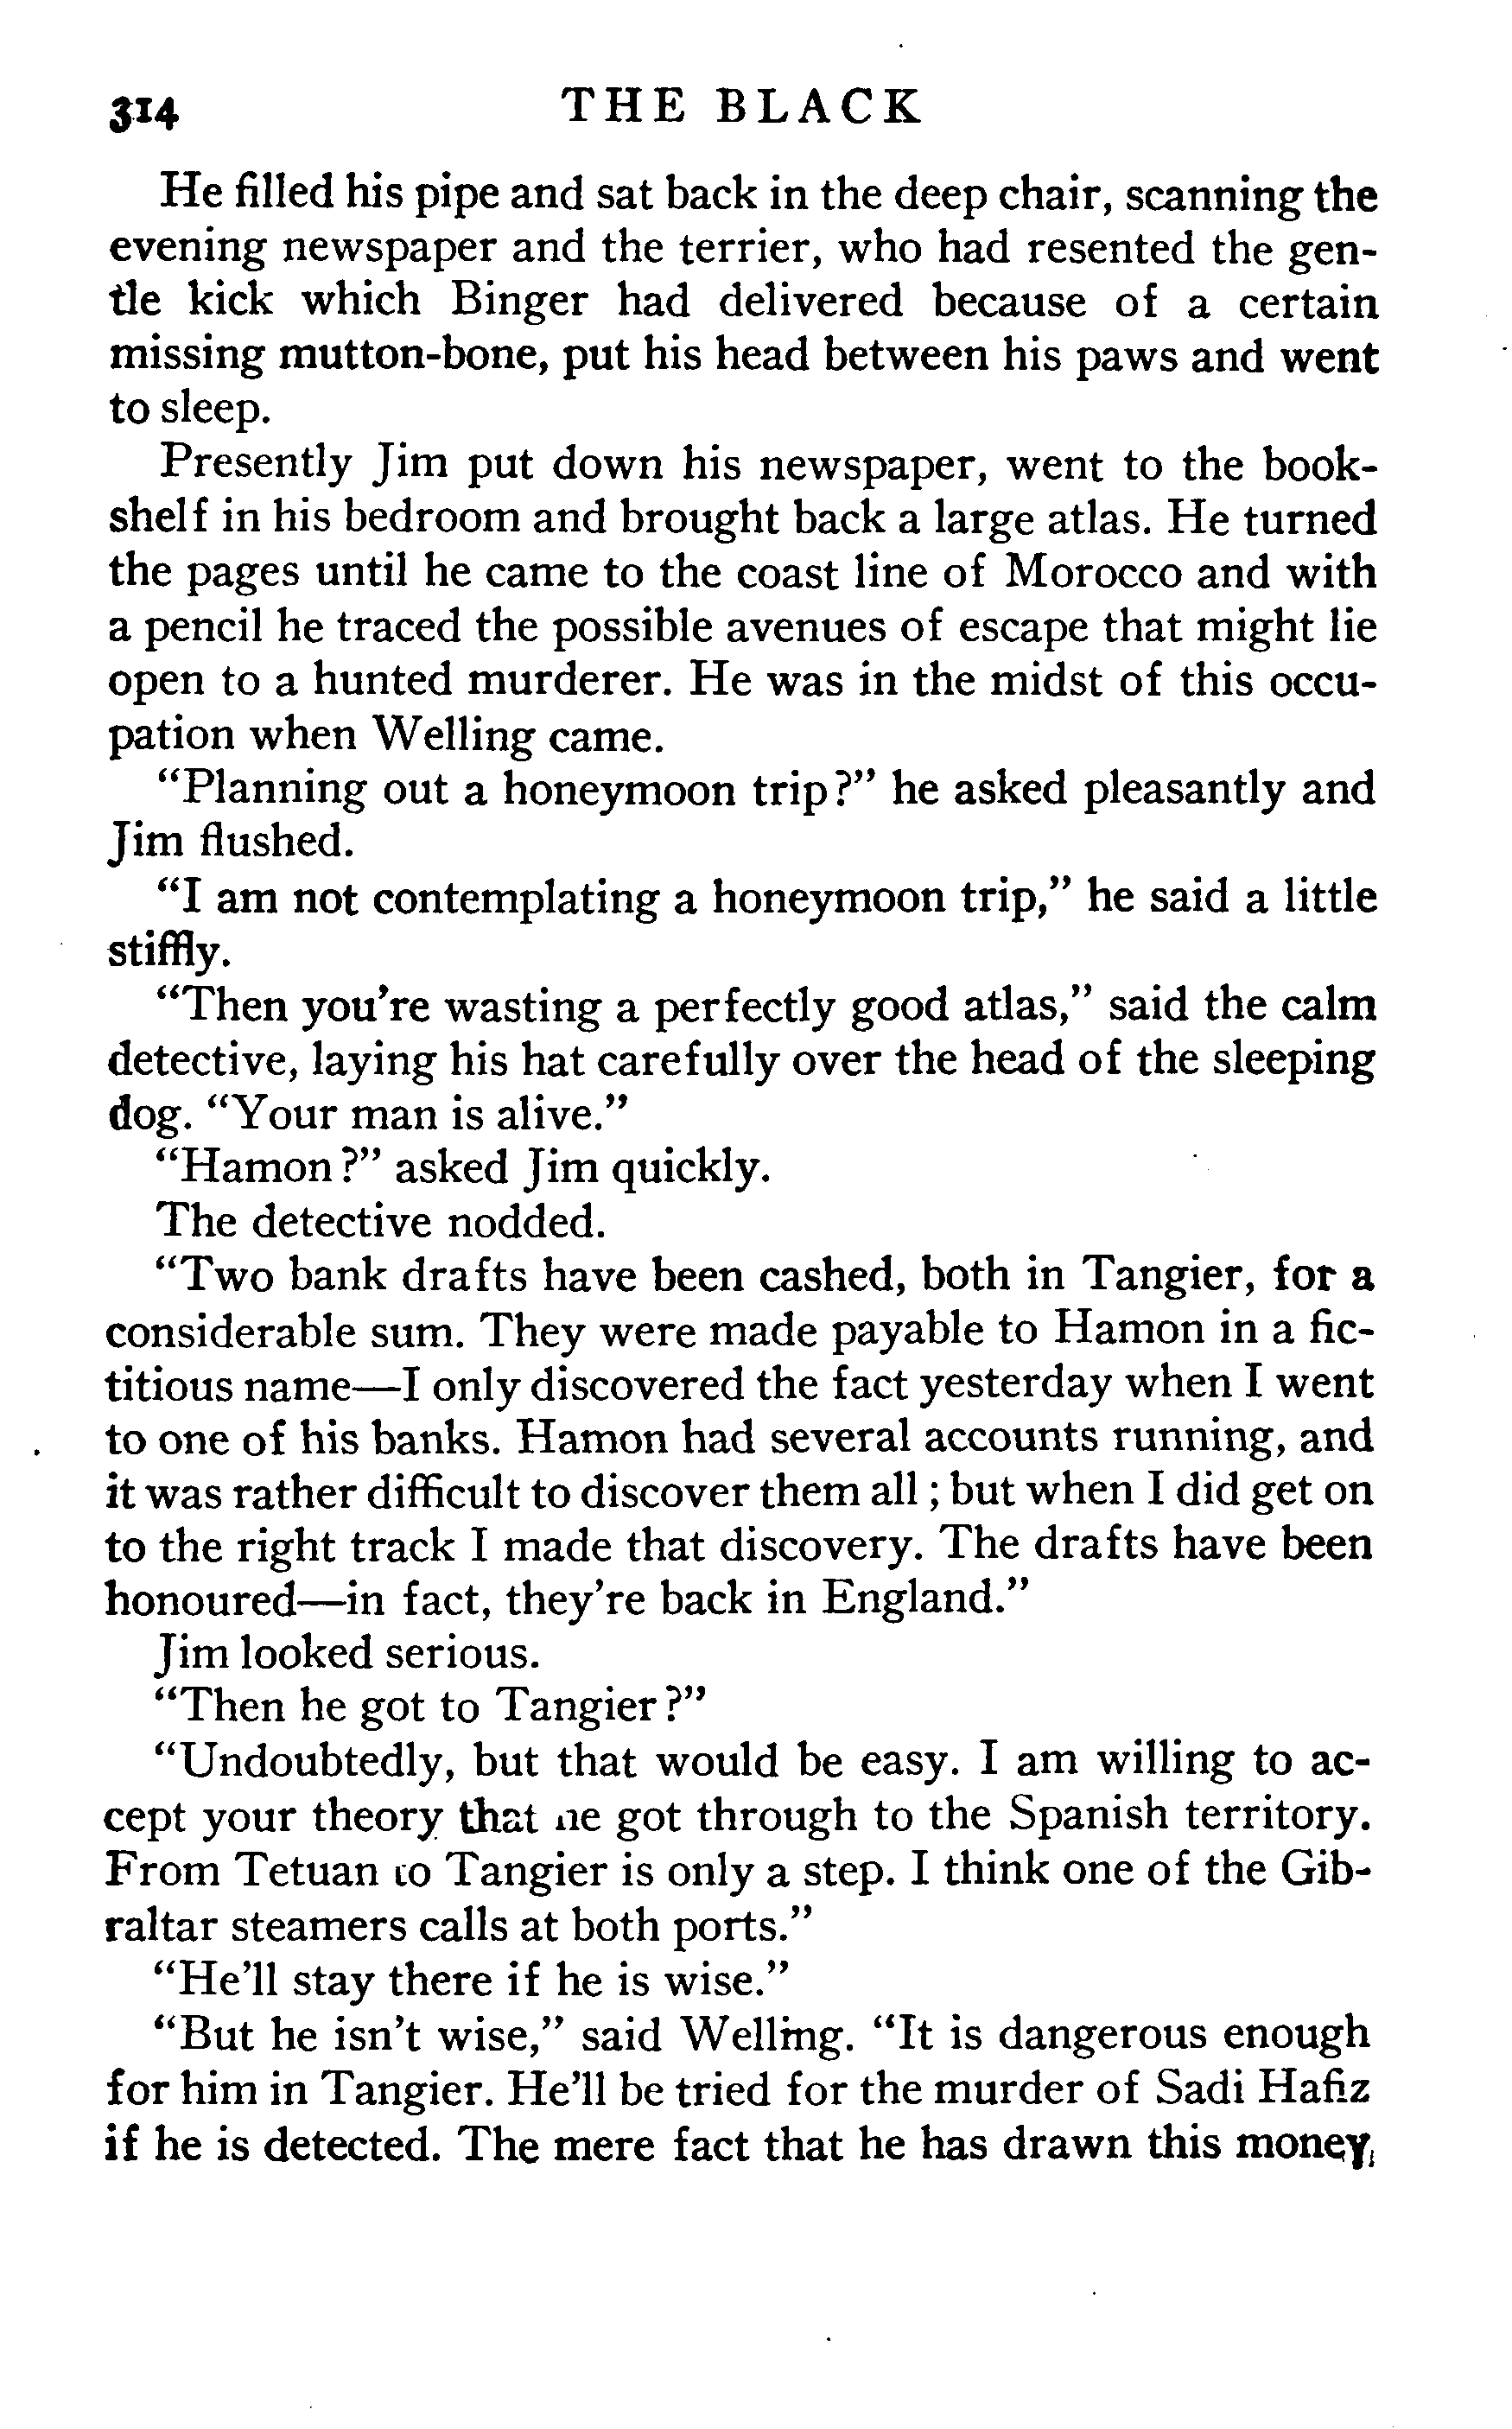 314 THE BLACK
He filled his pipe and sat back in the deep chair, scanning the
evening newspaper and the terrier, who had resented the gen-
tle kick which Binger had delivered because of a certain
missing mutton-bone, put his head between his paws and went
to sleep.
Presently Jim put down his newspaper, went to the book-
shelf in his bedroom and brought back a large atlas. He turned
the pages until he came to the coast line of Morocco and with
a pencil he traced the possible avenues of escape that might lie
open to a hunted murderer. He was in the midst of this occu-
pation when Welling came.
“Planning out a honeymoon trip?” he asked pleasantly and
Jim flushed.
“I am not contemplating a honeymoon trip,” he said a little
stiffly.
“Then you’re wasting a perfectly good atlas,” said the calm
detective, laying his hat carefully over the head of the sleeping
dog. “Your man is alive.”
“Hamon?” asked Jim quickly.
The detective nodded.
“Two bank drafts have been cashed, both in Tangier, for a
considerable sum. They were made payable to Hamon in a fic-
titious name—I only discovered the fact yesterday when I went
to one of his banks. Hamon had several accounts running, and
it was rather difficult to discover them all; but when I did get on
to the right track I made that discovery. The drafts have been
honoured—in fact, they’re back in England.”
Jim looked serious.
“Then he got to Tangier?”
“Undoubtedly, but that would be easy. I am willing to ac-
cept your theory that he got through to the Spanish territory.
From Tetuan to Tangier is only a step. I think one of the Gib-
raltar steamers calls at both ports.”
“He’ll stay there if he is wise.”
“But he isn’t wise,” said Welling. “It is dangerous enough
for him in Tangier. He’ll be tried for the murder of Sadi Hafiz
if he is detected. The mere fact that he has drawn this money,